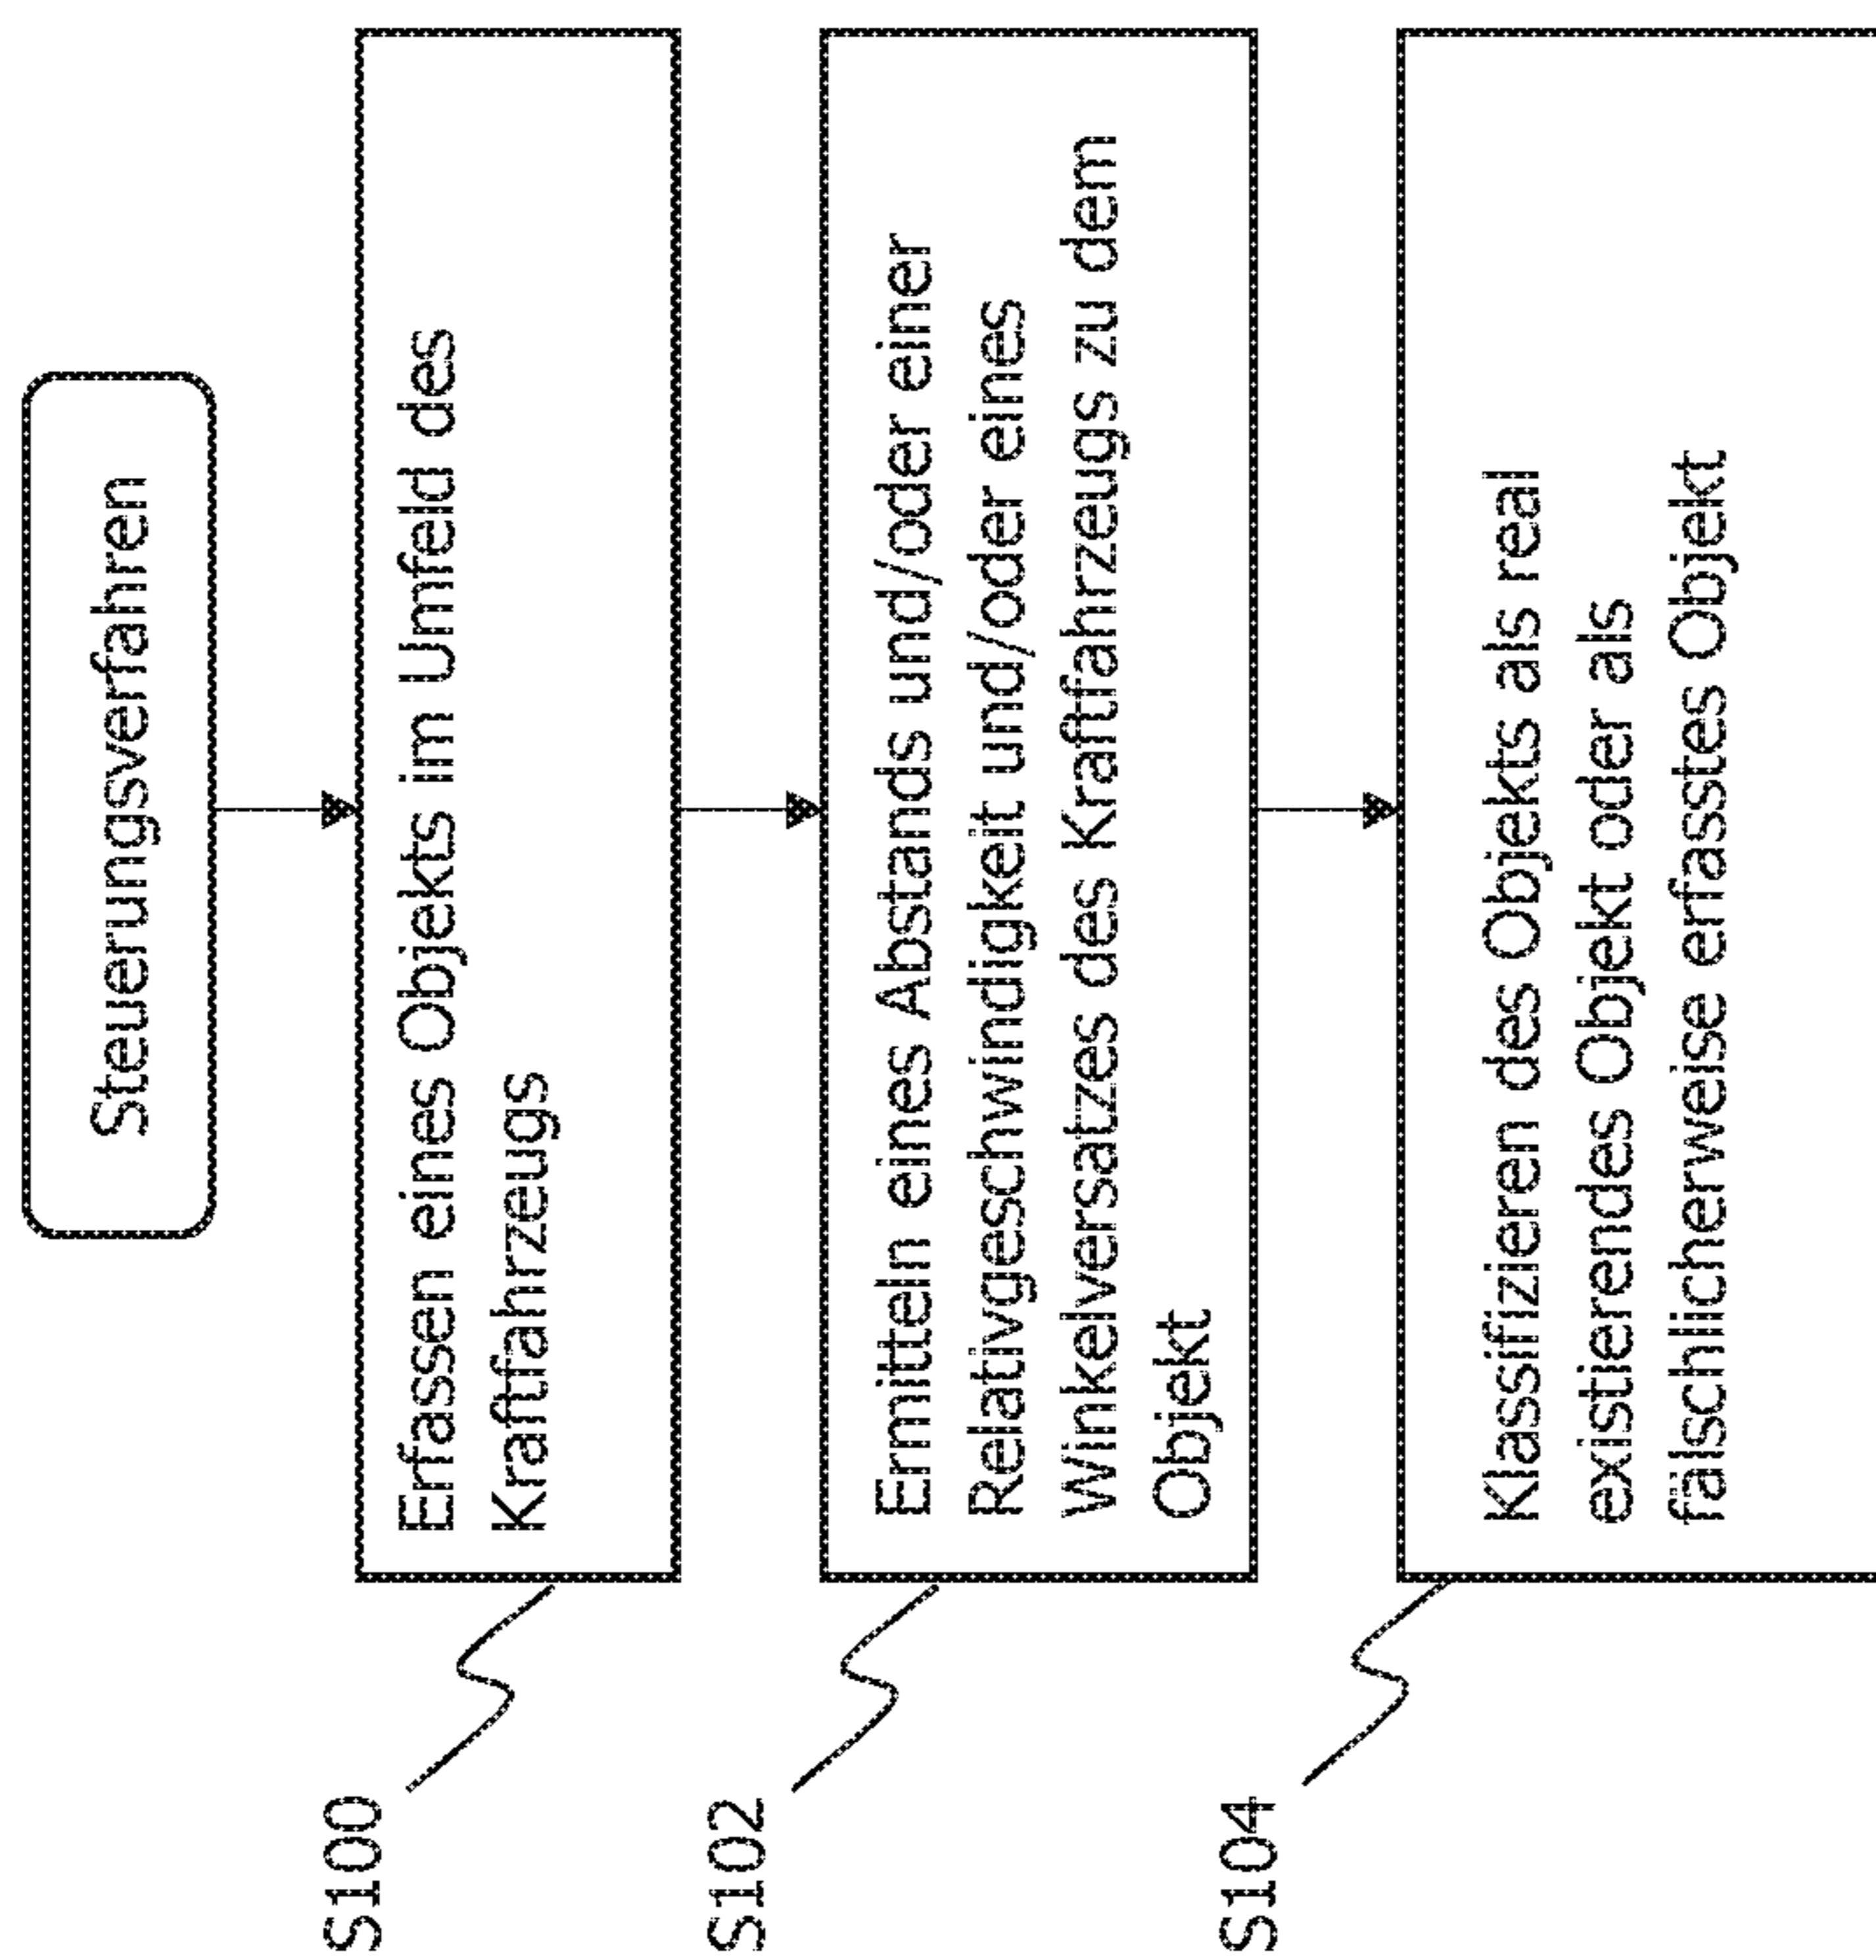 Steuerungsverfahren
S100
Erfassen eines Objekts im Umfeld des
Kraftfahrzeugs
S102
Ermitteln eines Abstands und/oder einer
Relativgeschwindigkeit und/oder eines
Winkelversatzes des Kraftfahrzeugs zu dem
Objekt
S104
Klassifizieren des Objekts als real
existierendes Objekt oder als
fälschlicherweise erfasstes Objekt